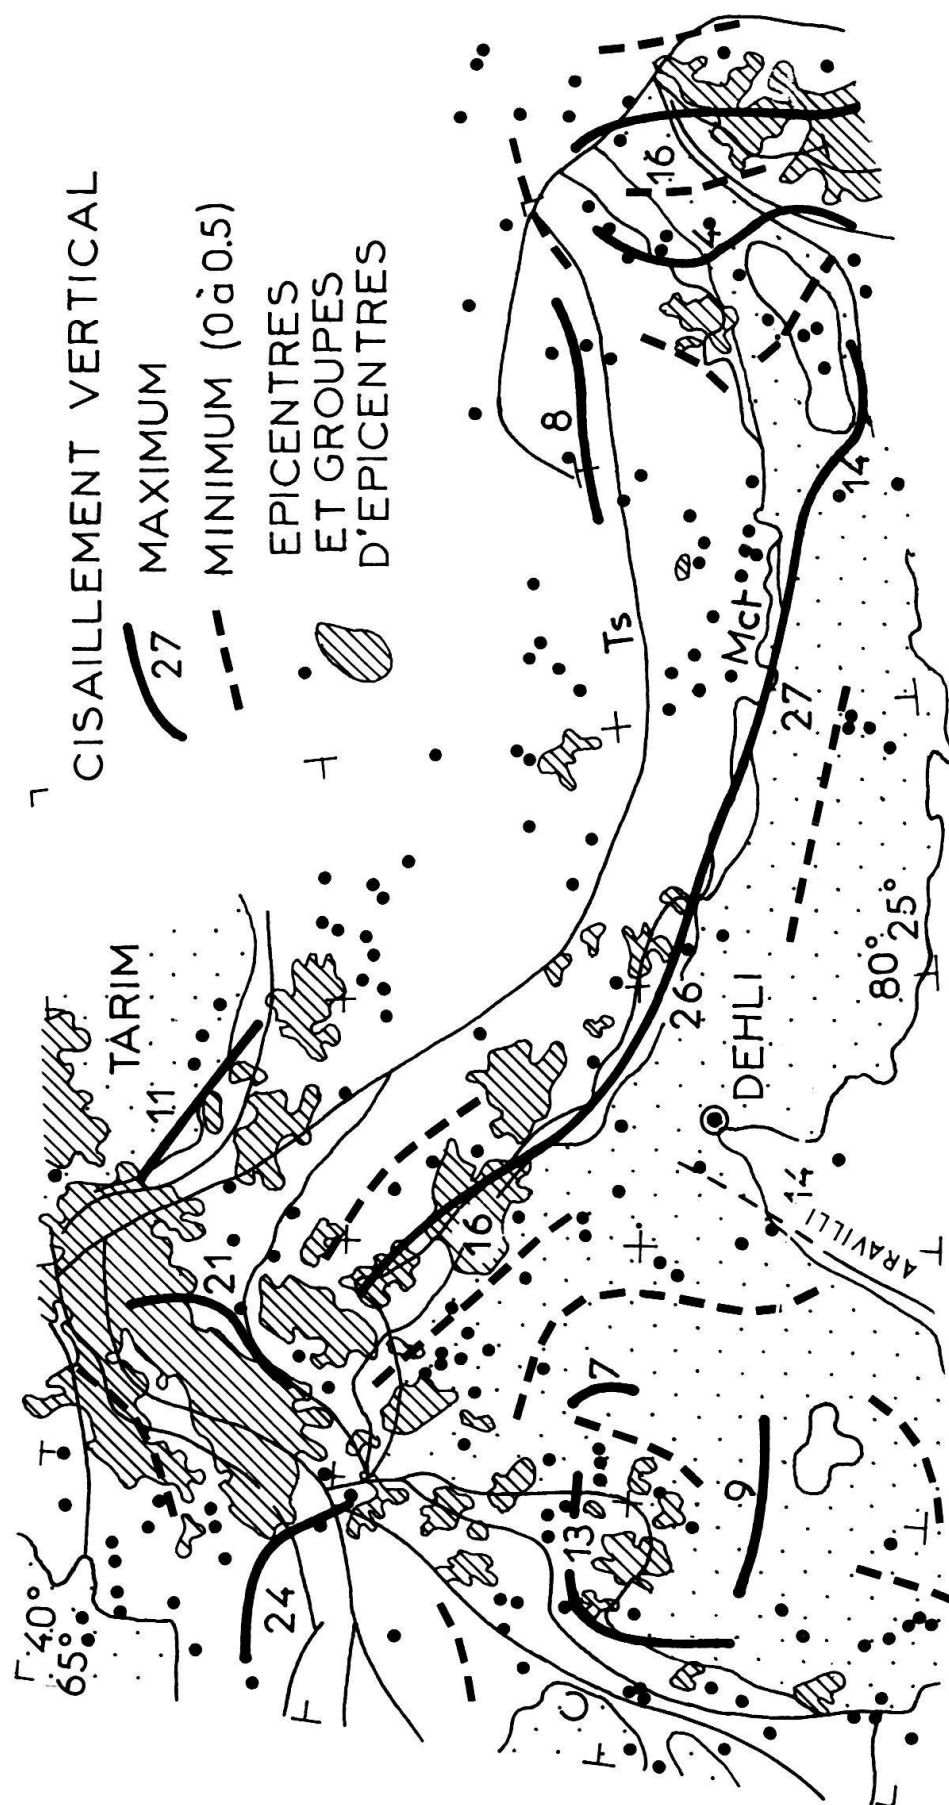 CISAILLEMENT VERTICAL
27 MAXIMUM
MINIMUM (0 à 0.5)
EPICENTRES
ET GROUPES
D'EPICENTRES
40°
65°
TARIM
11
21
24
16
8
Ts
Mct
16
4
14
27
26
DEHLI
80°
25°
14
ARAVILLI
7
13
9